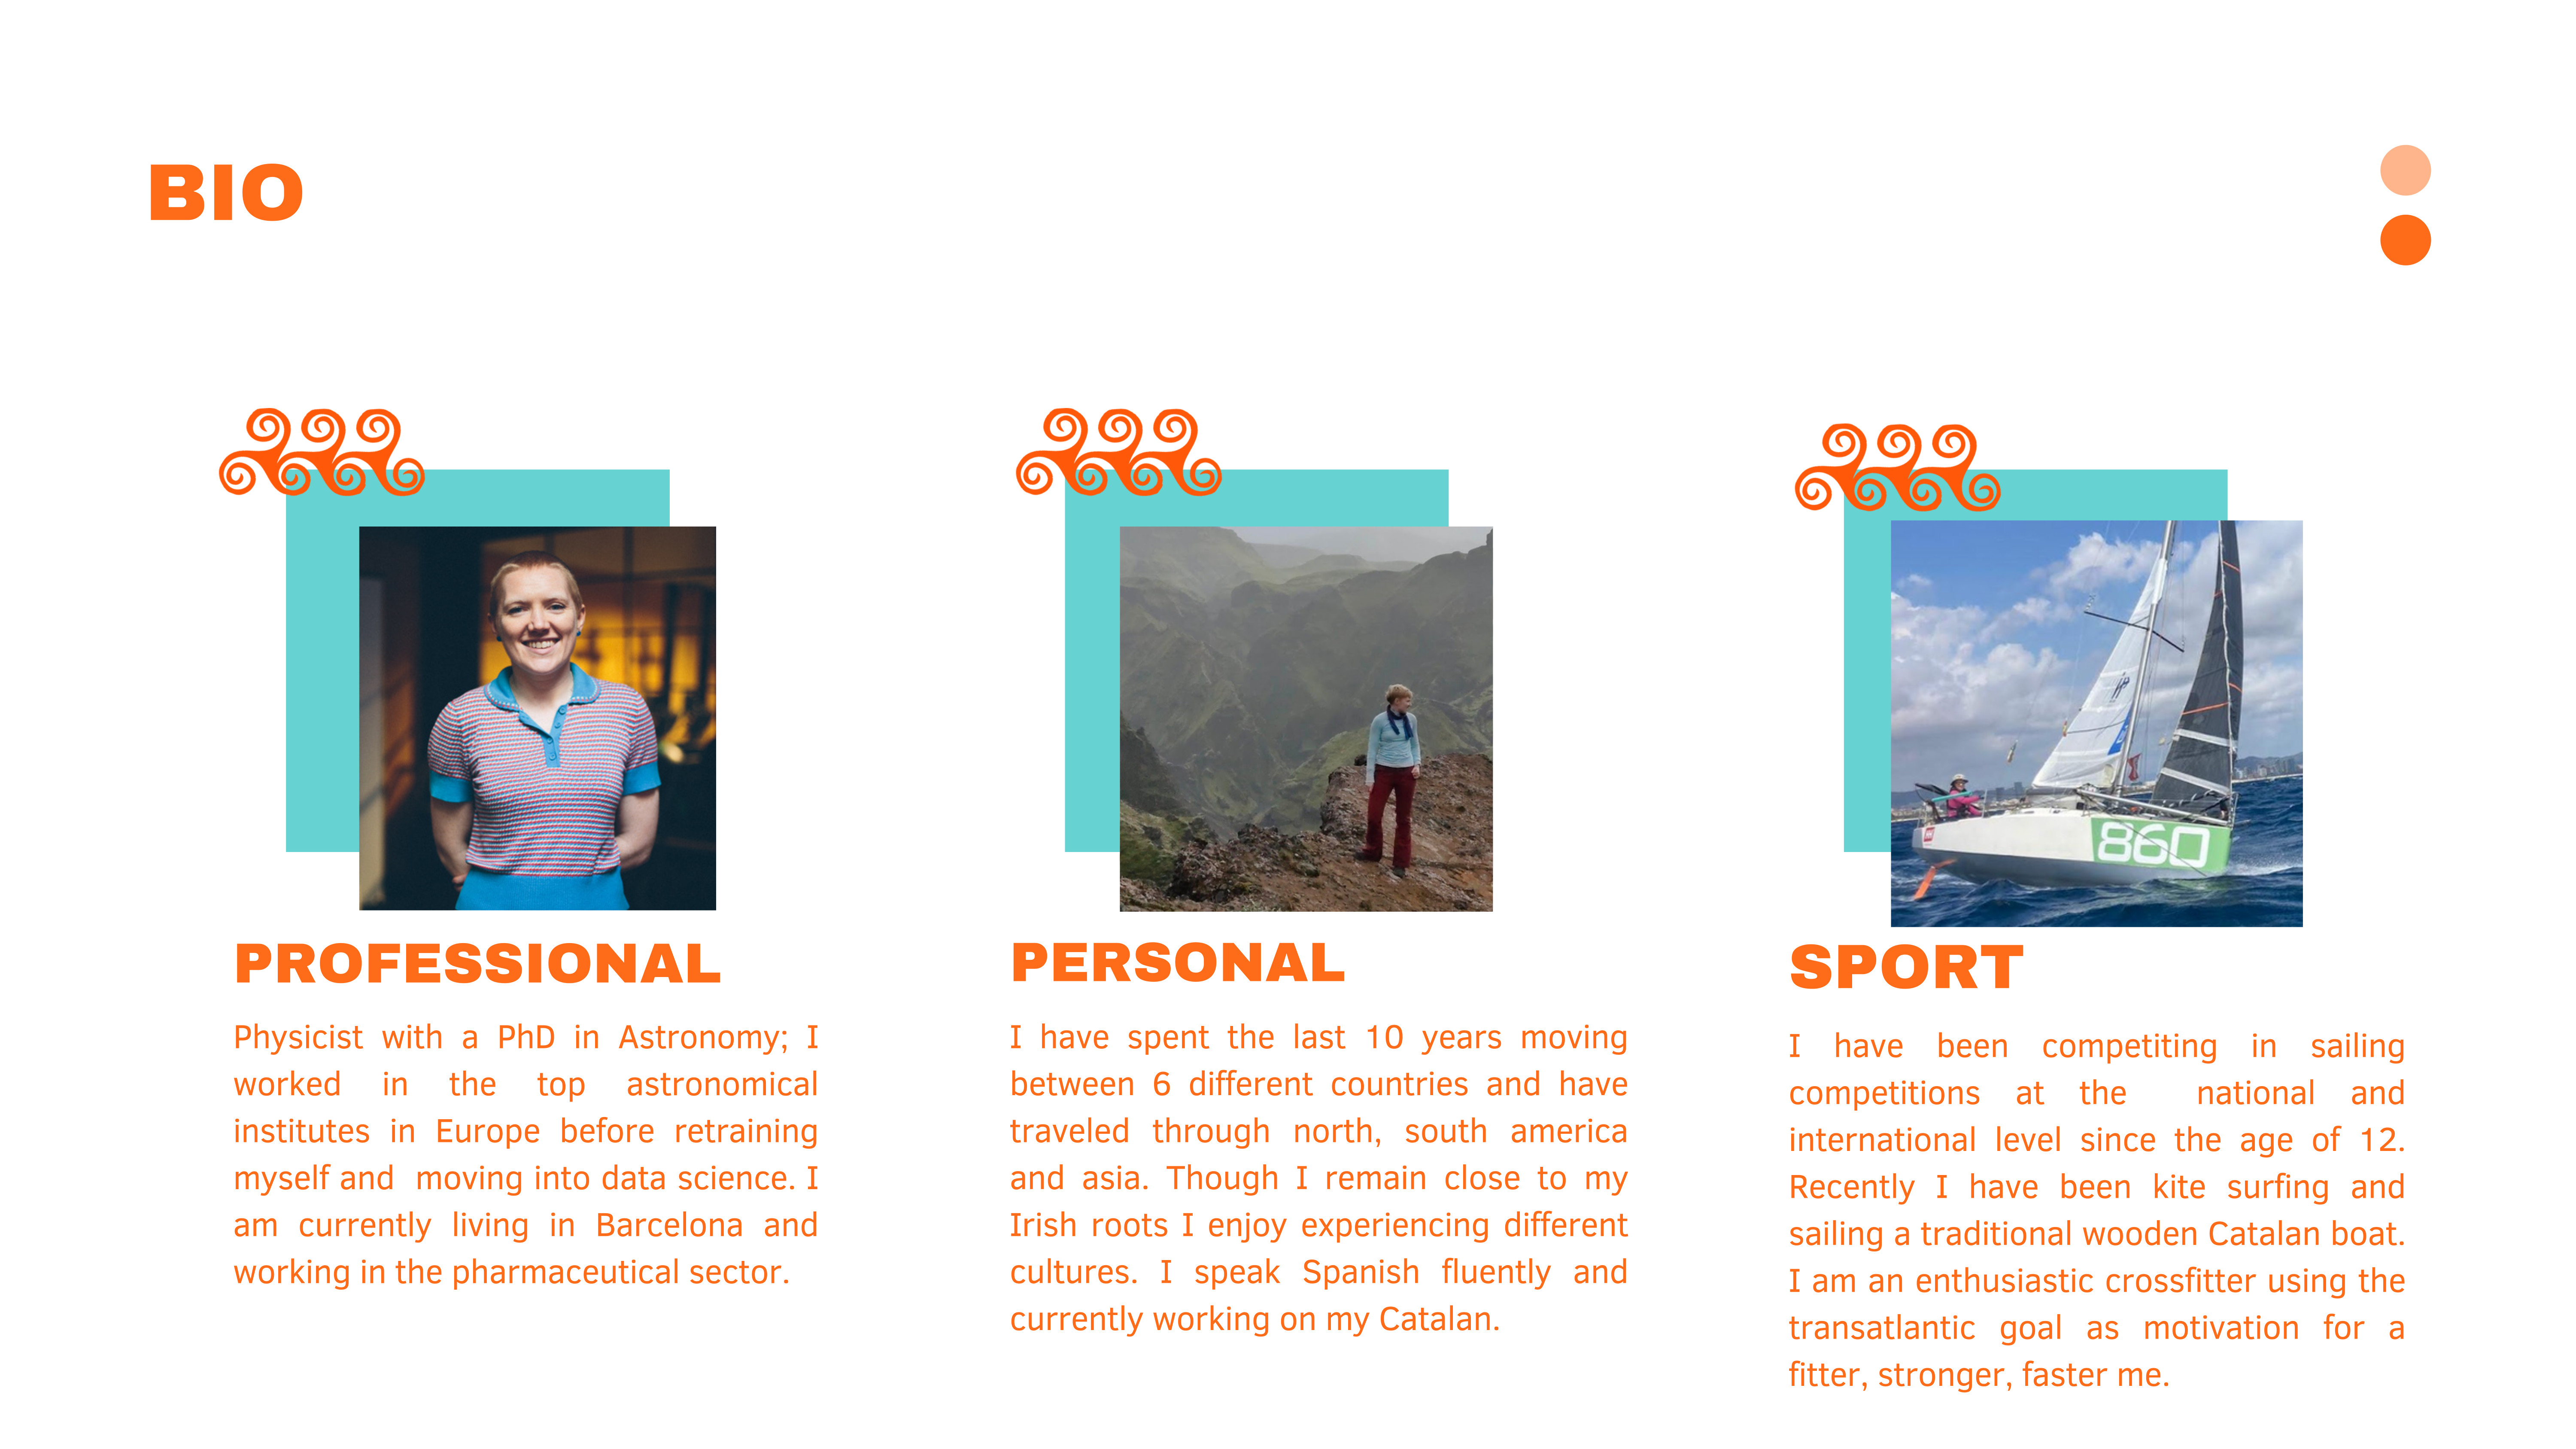 BIO
860
PROFESSIONAL
Physicist with a PhD in Astronomy; I
worked in the top astronomical
institutes in Europe before retraining
myself and moving into data science. I
am currently living in Barcelona and
working in the pharmaceutical sector.
PERSONAL
I have spent the last 10 years moving
between 6 different countries and have
traveled through north, south america
and asia. Though I remain close to my
Irish roots I enjoy experiencing different
cultures. I speak Spanish fluently and
currently working on my Catalan.
SPORT
I have been competiting in sailing
competitions at the national and
international level since the age of 12.
Recently I have been kite surfing and
sailing a traditional wooden Catalan boat.
I am an enthusiastic crossfitter using the
transatlantic goal as motivation for a
fitter, stronger, faster me.